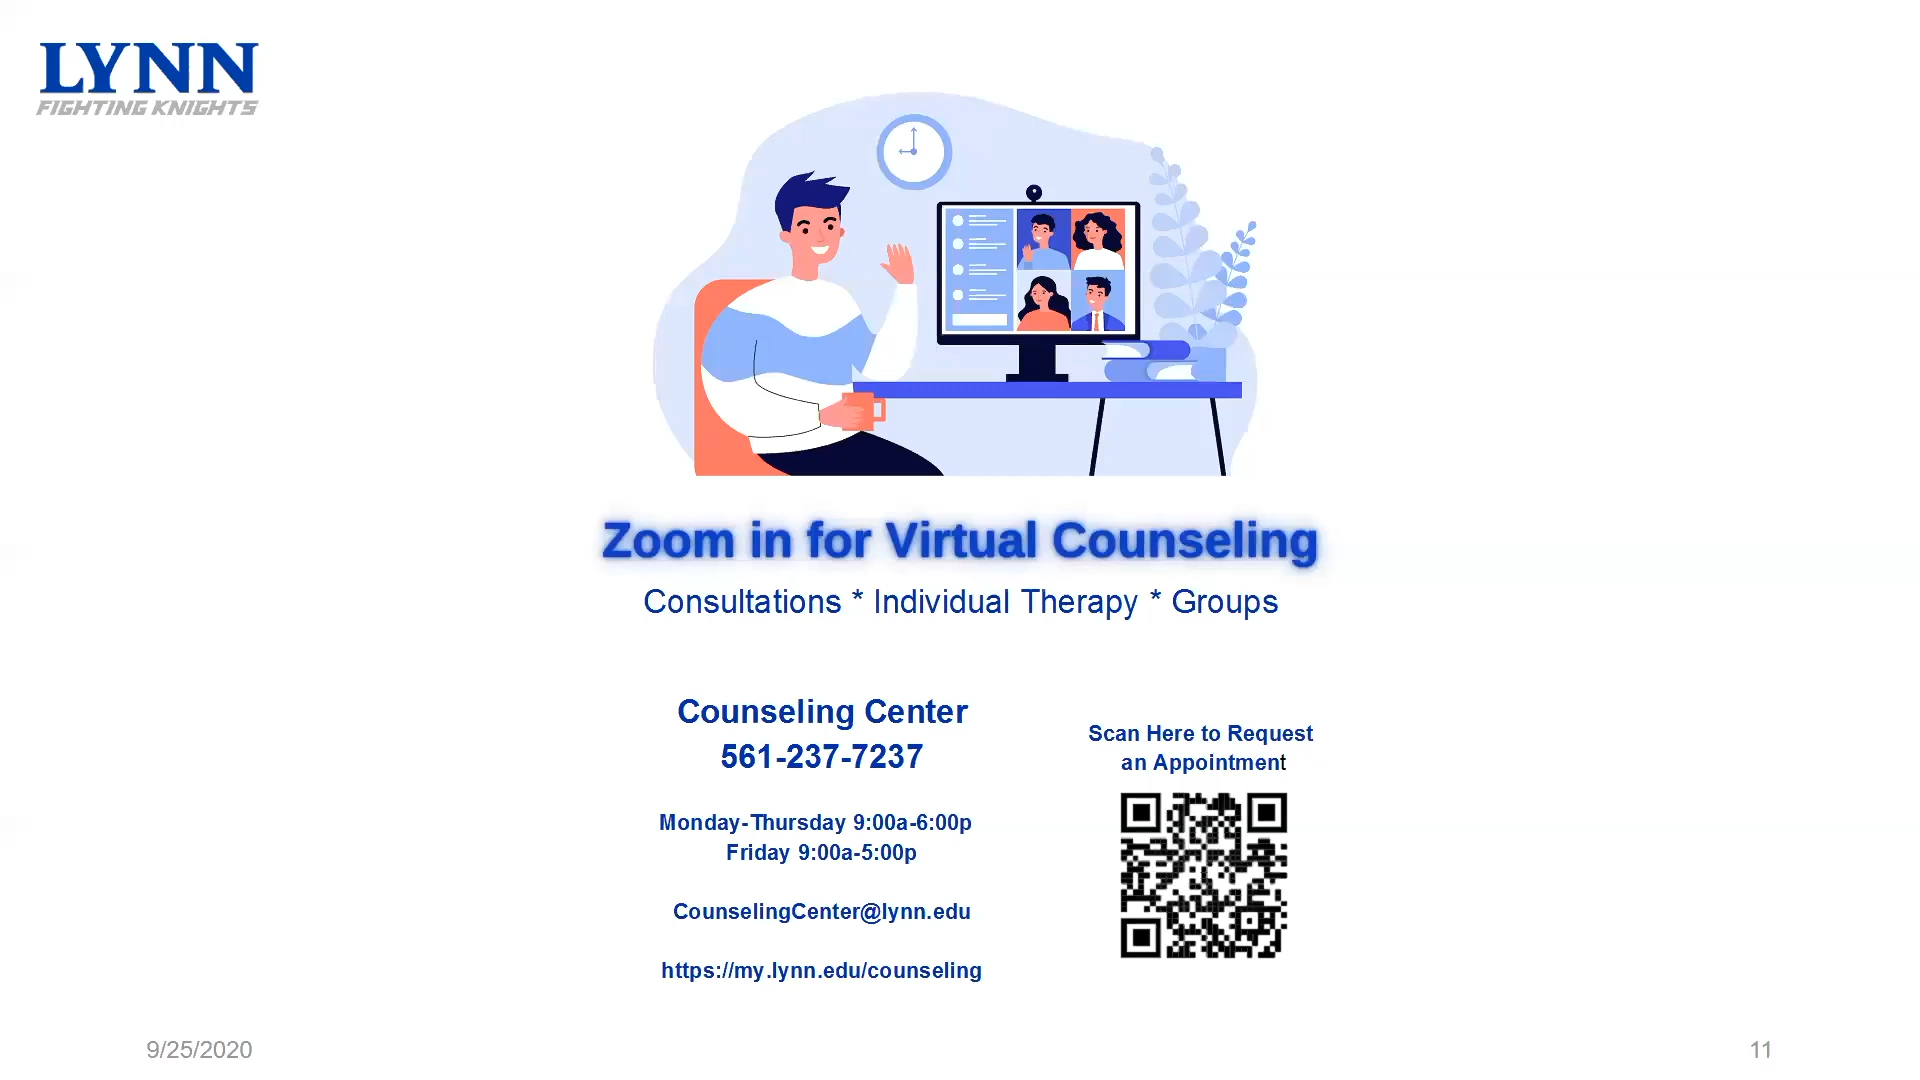 LYNN
FIGHTING KNIGHTS
Zoom in for Virtual Counseling
Consultations * Individual Therapy * Groups
Counseling Center
561-237-7237
Monday-Thursday 9:00a-6:00p
Friday 9:00a-5:00p
CounselingCenter@lynn.edu
https://my.lynn.edu/counseling
Scan Here to Request
an Appointment
9/25/2020
11